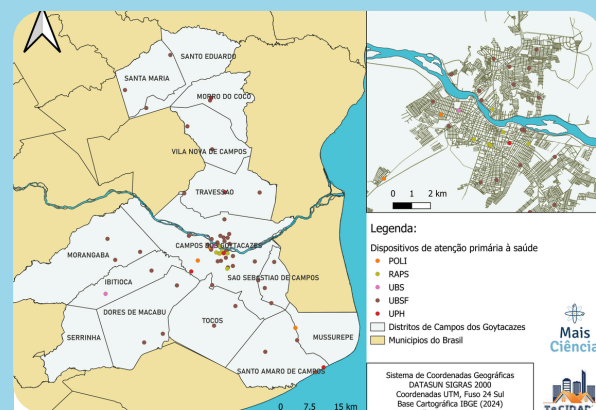 SANTO EDUARDO
SANTA MARIA
MORRO DO COCO
VILA NOVA DE CAMPOS
TRAVESSAO
CAMPOS DOS GOYTACAZES
MORANGABA
SAO SEBASTIAO DE CAMPOS
IBITIOCA
DORES DE MACABU
TOCOS
SERRINHA
MUSSUREPE
SANTO AMARO DE CAMPOS
0 7,5 15 km
0 1 2 km
Legenda:
Dispositivos de atenção primária à saúde
POLI
RAPS
UBS
UBSF
UPH
Distritos de Campos dos Goytacazes
Municípios do Brasil
Sistema de Coordenadas Geográficas
DATASUN SIGRAS 2000
Coordenadas UTM, Fuso 24 Sul
Base Cartográfica IBGE (2024)
Mais
Ciência